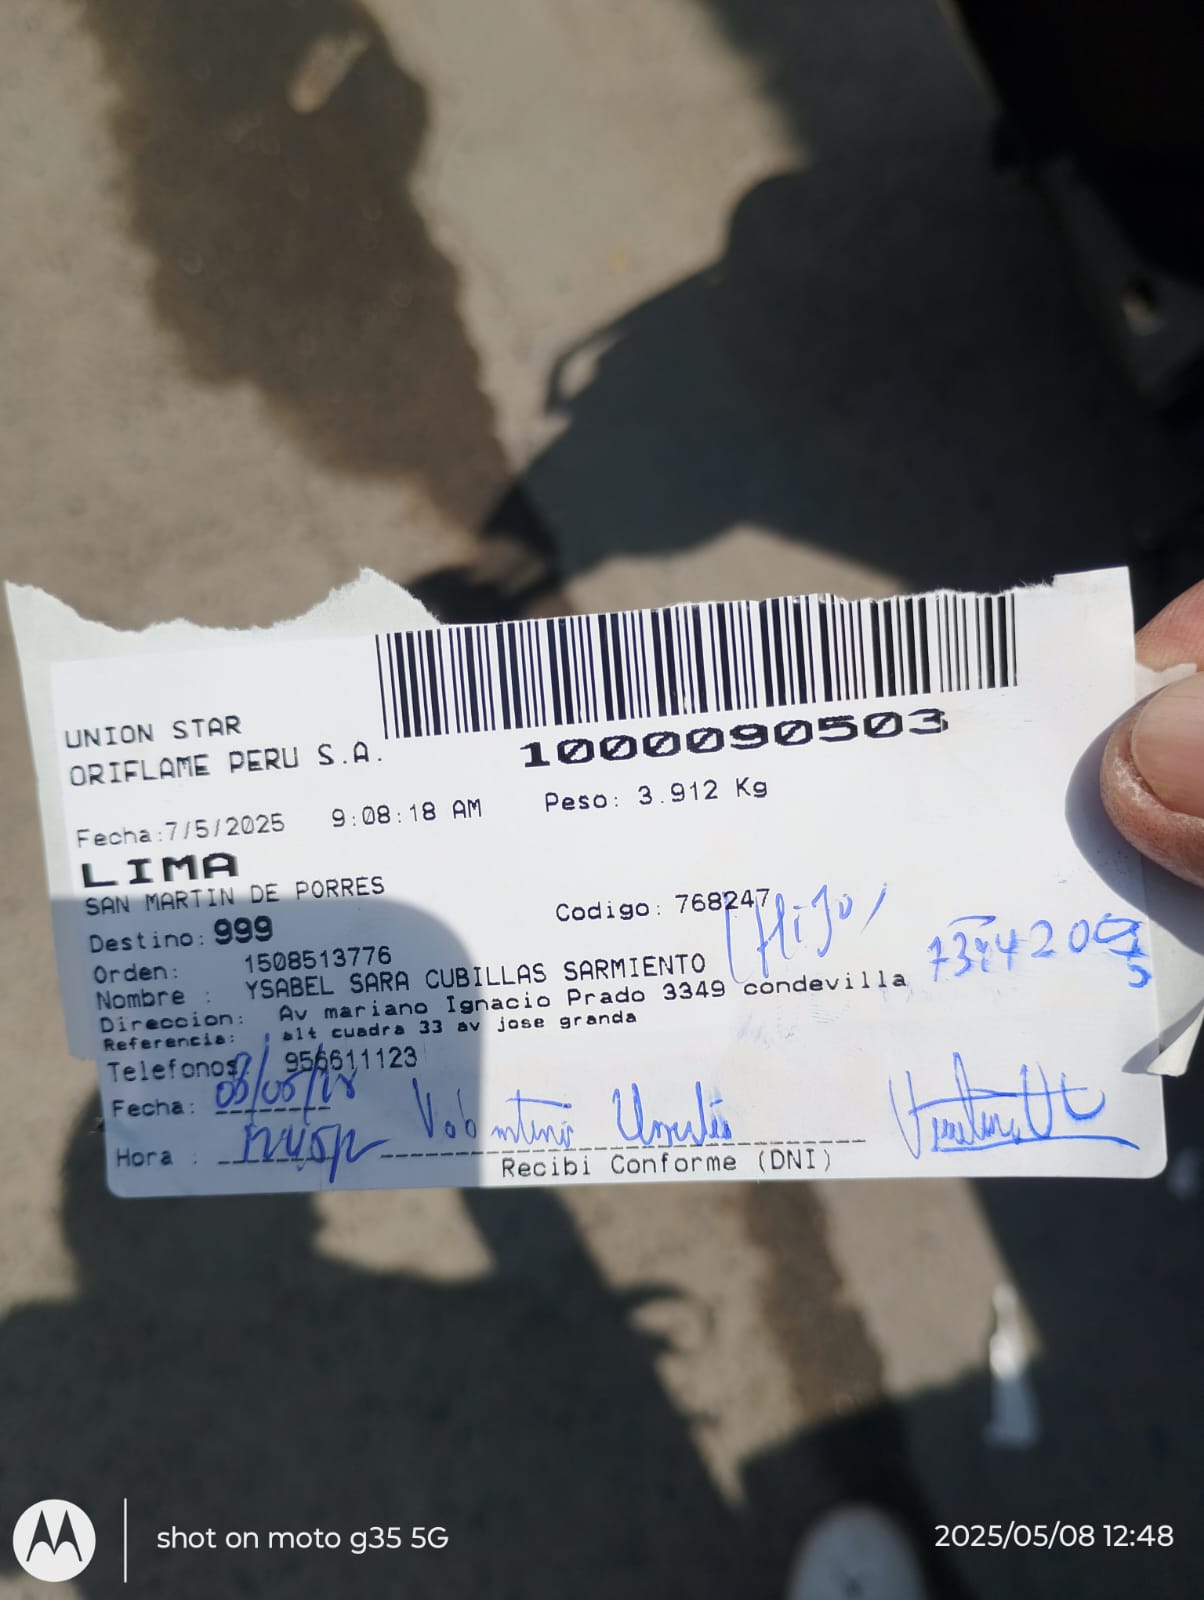 UNION STAR
ORIFLAME PERU S.A.
1000090503
Fecha:7/5/2025 9:08:18 AM Peso: 3.912 Kg
LIMA
SAN MARTIN DE PORRES
Codigo: 768247
Destino: 999
Orden: 1508513776
Nombre : YSABEL SARA CUBILLAS SARMIENTO
(Hijo)
Direccion: Av mariano Ignacio Prado 3349 condevilla
Referencia: alt cuadra 33 av jose granda
Telefonos: 956611123
Fecha:
Hora :
Recibi Conforme (DNI)
shot on moto g35 5G
2025/05/08 12:48